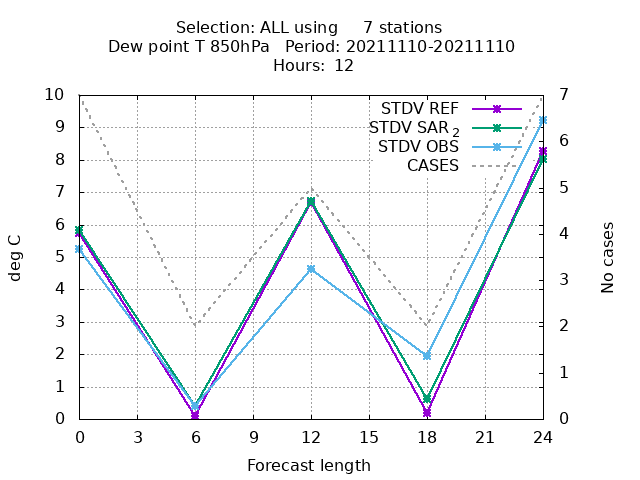 Selection: ALL using     7 stations
Dew point T 850hPa   Period: 20211110-20211110
Hours: 12
STDV REF
STDV SAR2
STDV OBS
CASES
deg C
No cases
10
9
8
7
6
5
4
3
2
1
0
7
6
5
4
3
2
1
0
0 3 6 9 12 15 18 21 24
Forecast length